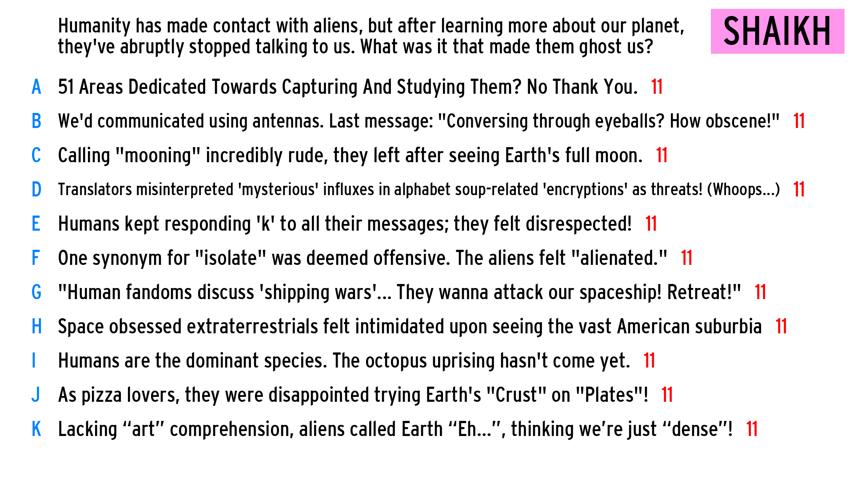 Humanity has made contact with aliens, but after learning more about our planet,
they've abruptly stopped talking to us. What was it that made them ghost us?
SHAIKH
A 51 Areas Dedicated Towards Capturing And Studying Them? No Thank You. 11
B We'd communicated using antennas. Last message: "Conversing through eyeballs? How obscene!" 11
C Calling "mooning" incredibly rude, they left after seeing Earth's full moon. 11
D Translators misinterpreted 'mysterious' influxes in alphabet soup-related 'encryptions' as threats! (Whoops...) 11
E Humans kept responding 'k' to all their messages; they felt disrespected! 11
F One synonym for "isolate" was deemed offensive. The aliens felt "alienated." 11
G "Human fandoms discuss 'shipping wars'... They wanna attack our spaceship! Retreat!" 11
H Space obsessed extraterrestrials felt intimidated upon seeing the vast American suburbia 11
I Humans are the dominant species. The octopus uprising hasn't come yet. 11
J As pizza lovers, they were disappointed trying Earth's "Crust" on "Plates"! 11
K Lacking “art” comprehension, aliens called Earth “Eh...”, thinking we’re just “dense”! 11